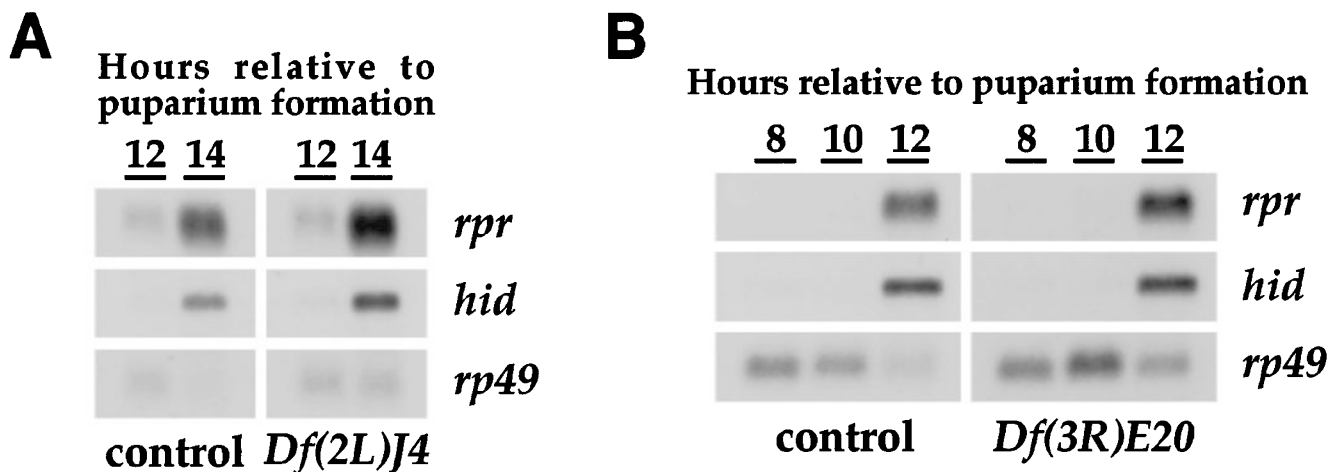 A
Hours relative to
puparium formation
12 14 12 14
rpr
hid
rp49
control Df(2L)J4
B
Hours relative to puparium formation
8 10 12 8 10 12
rpr
hid
rp49
control Df(3R)E20